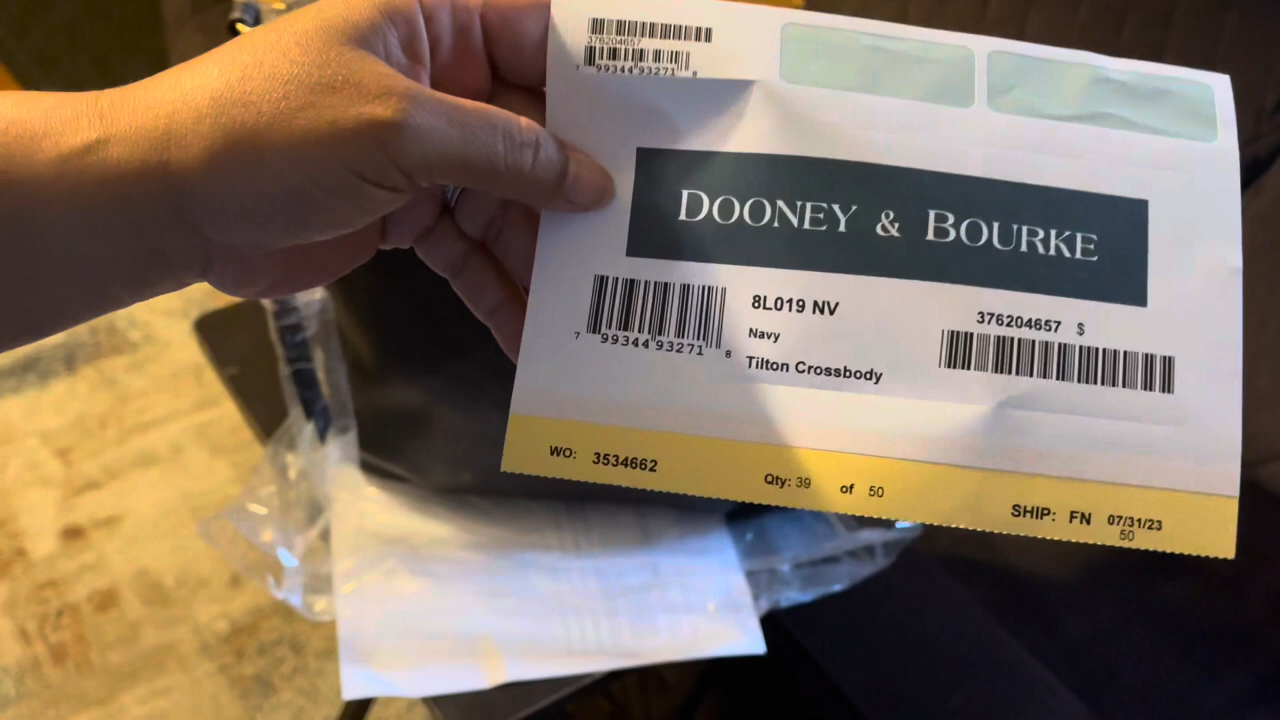 376204657
7 99344 93271 8
DOONEY & BOURKE
8L019 NV
Navy
Tilton Crossbody
7 99344 93271 8
376204657 $
WO: 3534662
Qty: 39 of 50
SHIP: FN 07/31/23
50